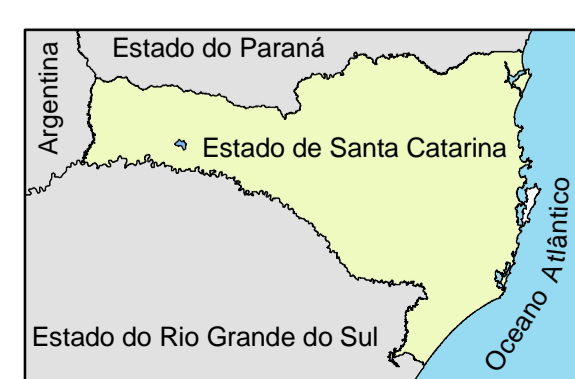 Estado do Paraná
Argentina
Estado de Santa Catarina
Oceano Atlântico
Estado do Rio Grande do Sul